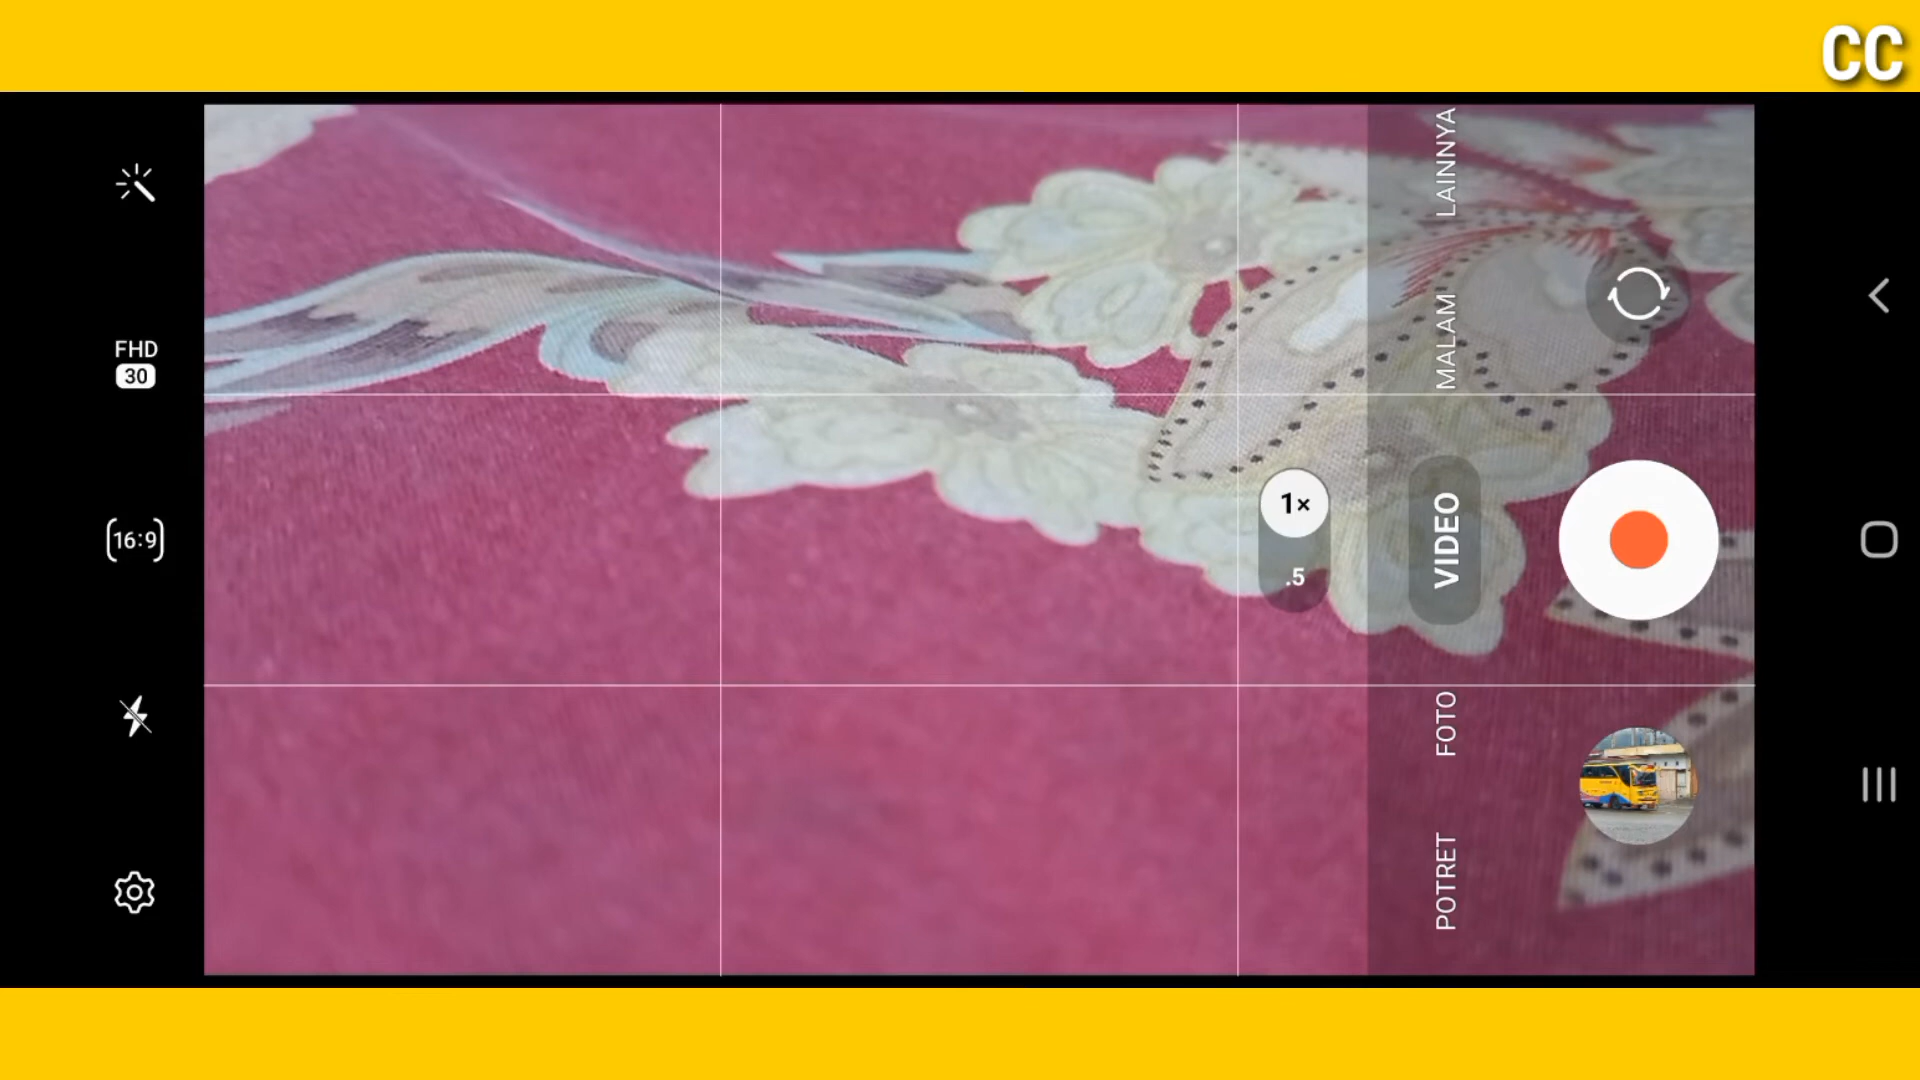 CC
FHD
30
16:9
1×
.5
LAINNYA
MALAM
VIDEO
FOTO
POTRET